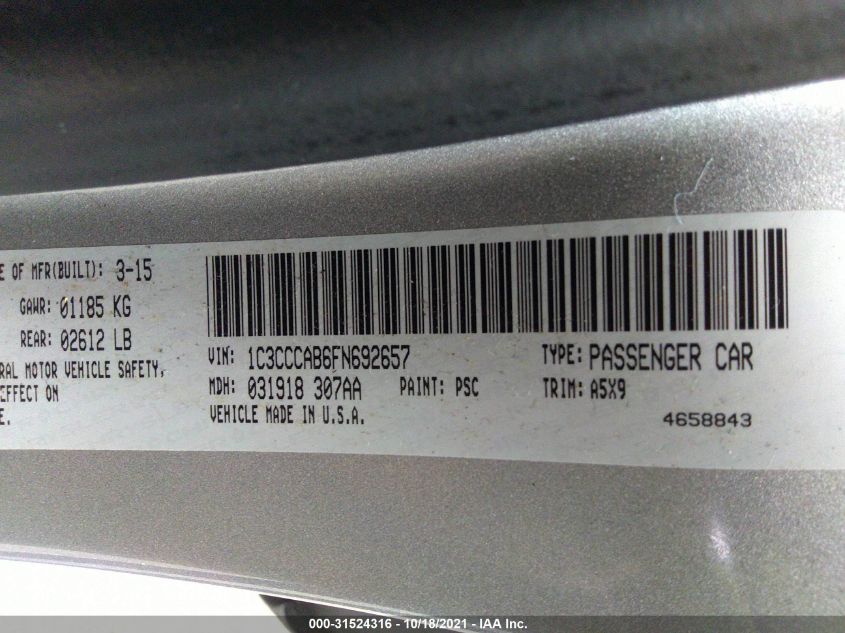 E OF MFR(BUILT): 3-15
GAWR: 01185 KG
REAR: 02612 LB
RAL MOTOR VEHICLE SAFETY,
EFFECT ON
E.
VIN: 1C3CCCAB6FN692657 TYPE: PASSENGER CAR
MDH: 031918 307AA PAINT: PSC TRIM: A5X9
VEHICLE MADE IN U.S.A.
4658843
000-31524316 - 10/18/2021 - IAA Inc.